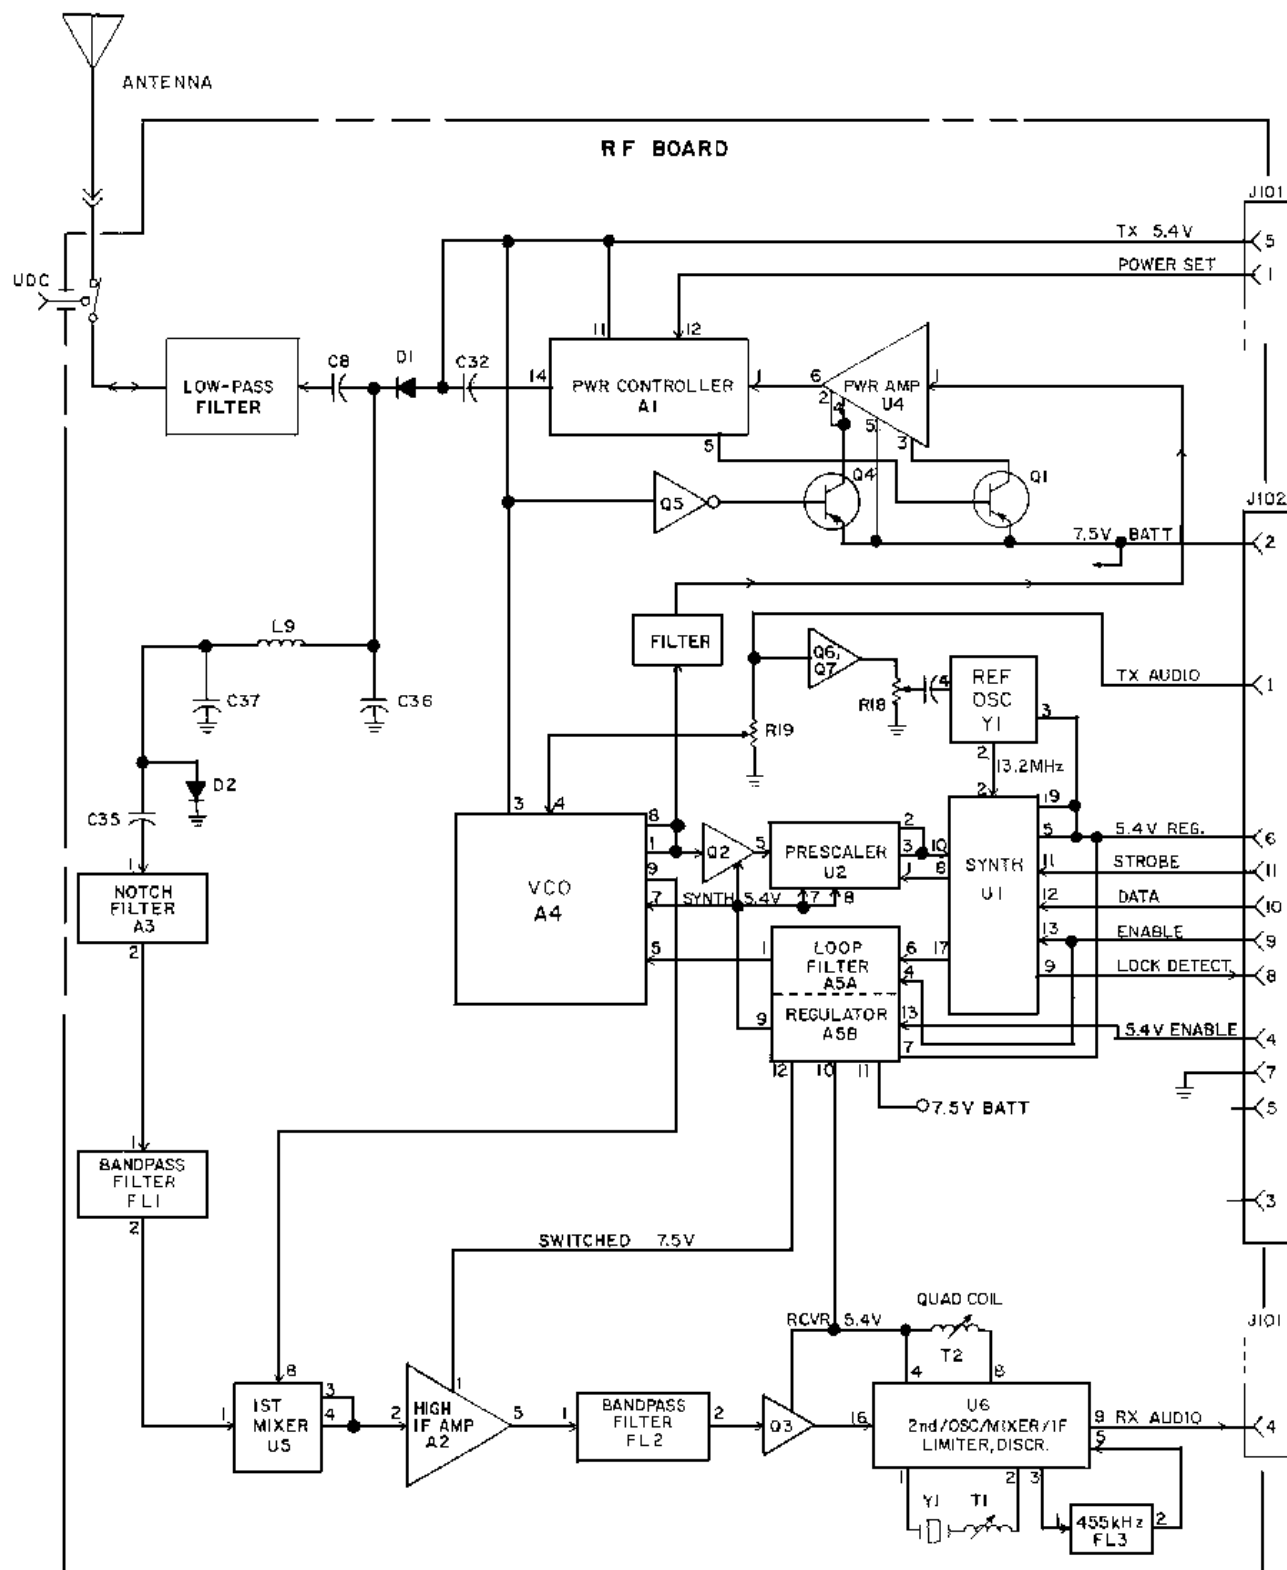 ANTENNA
RF BOARD
J101
TX 5.4V
5
POWER SET
1
UDC
11
12
C8
D1
C32
LOW-PASS
FILTER
14
PWR CONTROLLER
A1
1
6
PWR AMP
U4
1
2
4
5
3
5
Q4
Q1
Q5
J102
7.5V BATT
2
L9
FILTER
Q6,
Q7
4
REF
OSC
Y1
TX AUDIO
1
C37
C36
R18
3
R19
2
13.2MHz
D2
C35
3
4
2
19
8
2
5
5.4V REG.
6
1
1
Q2
5
PRESCALER
U2
3
10
SYNTH
U1
11
STROBE
11
NOTCH
FILTER
A3
VCO
A4
9
1
8
7
SYNTH 5.4V
7
8
12
DATA
10
2
13
ENABLE
9
5
1
LOOP
FILTER
A5A
6
17
4
9
LOCK DETECT
8
9
REGULATOR
A5B
13
5.4V ENABLE
4
7
12
10
11
7
7.5V BATT
5
1
BANDPASS
FILTER
FL1
3
2
SWITCHED 7.5V
QUAD COIL
J101
RCVR 5.4V
T2
8
1
4
8
1
1ST
MIXER
U5
3
4
2
HIGH
IF AMP
A2
5
1
BANDPASS
FILTER
FL2
2
Q3
16
U6
2nd/OSC/MIXER/IF
LIMITER, DISCR.
9
RX AUDIO
4
5
1
2
3
Y1
T1
1
455kHz
FL3
2